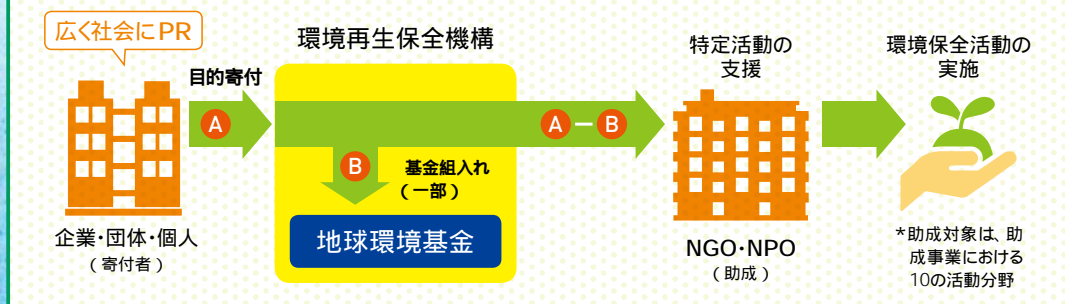 広く社会にPR
環境再生保全機構
特定活動の
支援
環境保全活動の
実施
目的寄付
A
A－B
B
基金組入れ
（一部）
地球環境基金
企業・団体・個人
（寄付者）
NGO・NPO
（助成）
*助成対象は、助
成事業における
10の活動分野